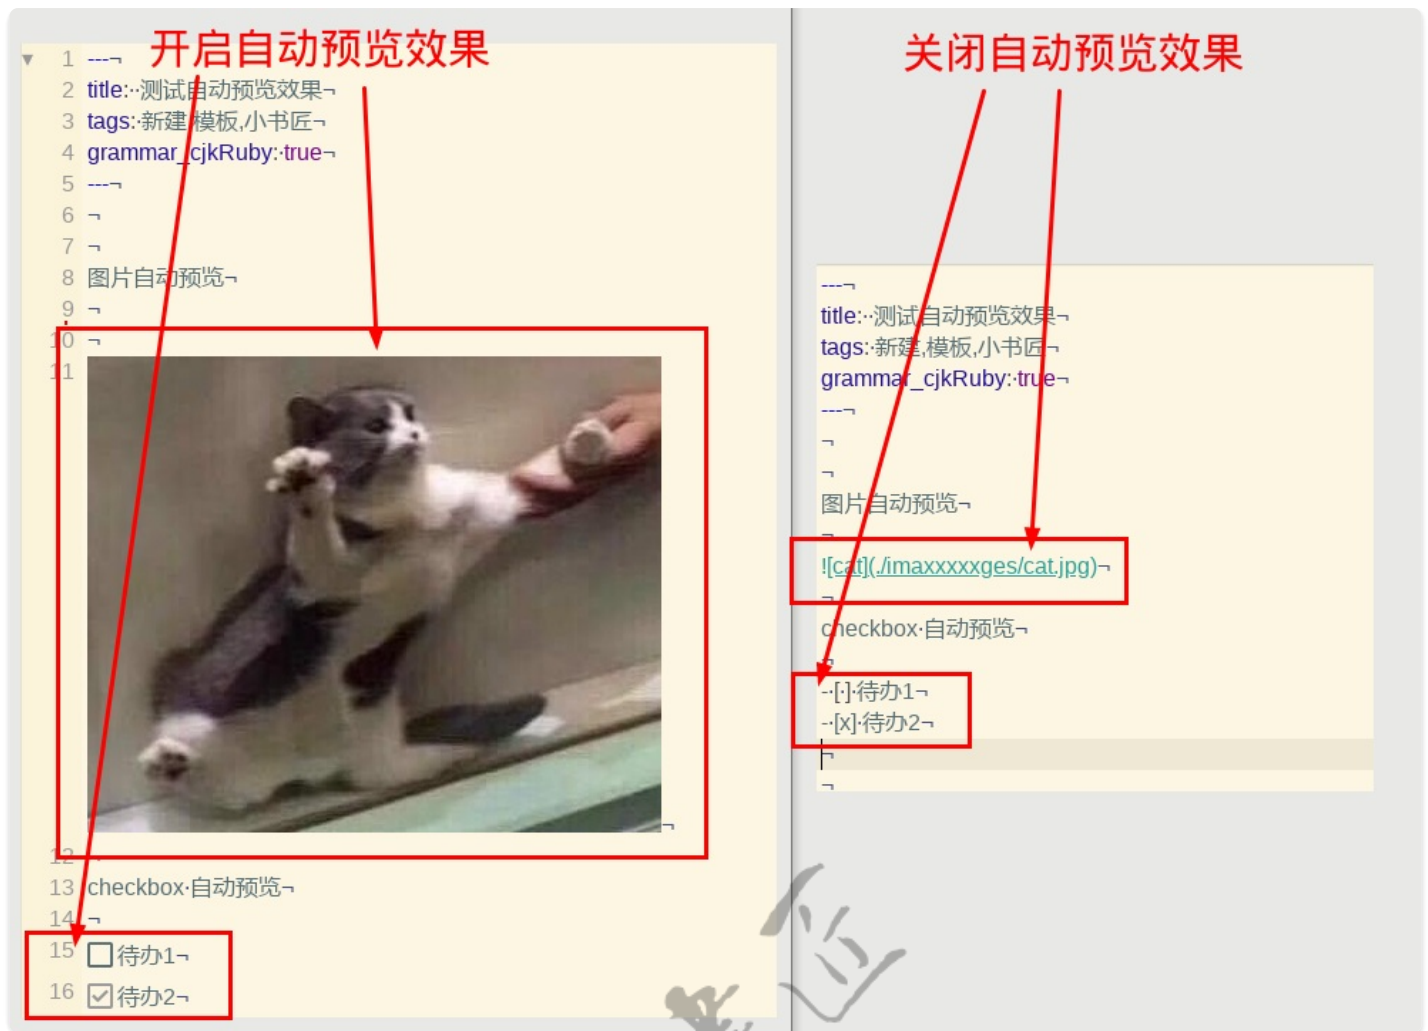 开启自动预览效果
1 ---¬
2 title:··测试自动预览效果¬
3 tags:·新建,模板,小书匠¬
4 grammar_cjkRuby:·true¬
5 ---¬
6 ¬
7 ¬
8 图片自动预览¬
9 ¬
10 ¬
11 ¬
12 ¬
13 checkbox·自动预览¬
14 ¬
15 待办1¬
16 待办2¬
关闭自动预览效果
---¬
title:··测试自动预览效果¬
tags:·新建,模板,小书匠¬
grammar_cjkRuby:·true¬
---¬
¬
¬
图片自动预览¬
¬
![cat](./imaxxxxxges/cat.jpg)¬
¬
checkbox·自动预览¬
¬
-·[·]·待办1¬
-·[x]·待办2¬
¬
¬